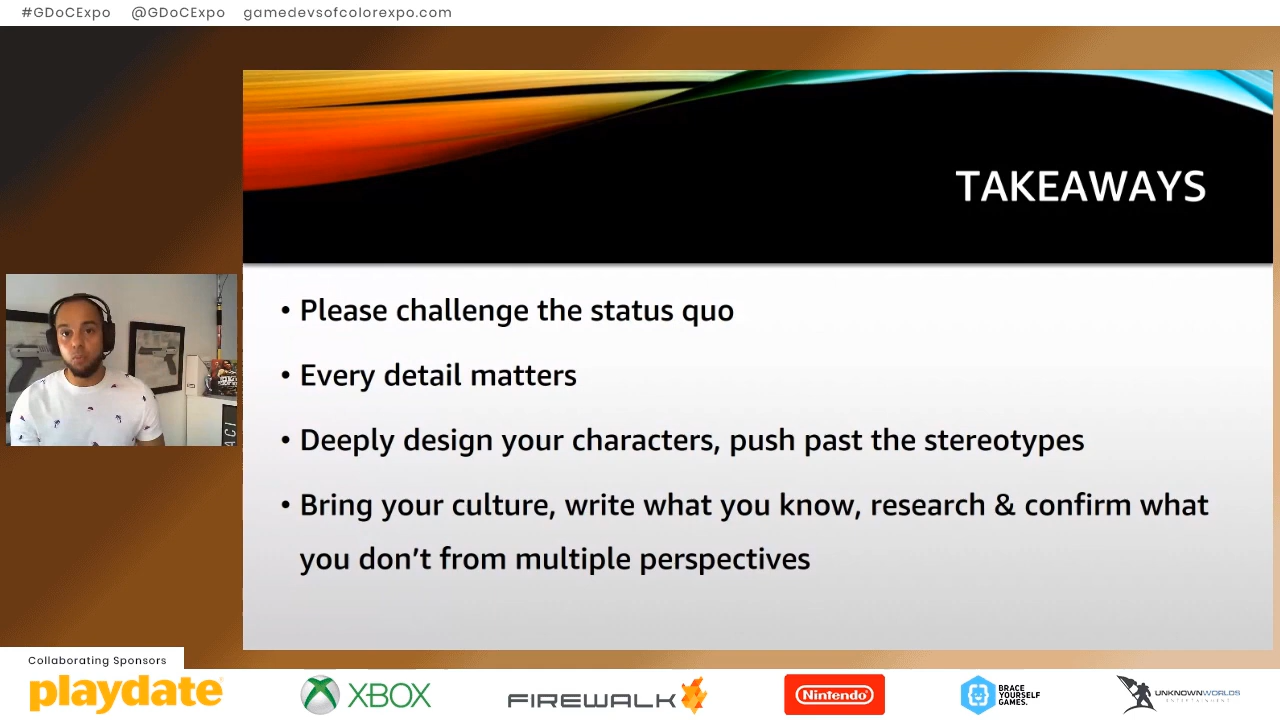 #GDoCExpo @GDoCExpo gamedevsofcolorexpo.com
TAKEAWAYS
• Please challenge the status quo
• Every detail matters
• Deeply design your characters, push past the stereotypes
• Bring your culture, write what you know, research & confirm what
you don't from multiple perspectives
ACI
Collaborating Sponsors
playdate
XBOX
FIREWALK
Nintendo
BRACE
YOURSELF
GAMES.
UNKNOWNWORLDS
ENTERTAINMENT